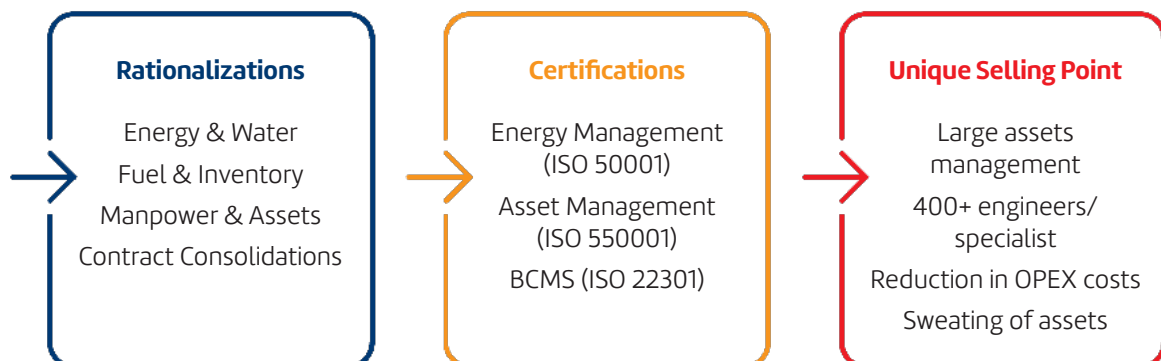 Rationalizations
Energy & Water
Fuel & Inventory
Manpower & Assets
Contract Consolidations
Certifications
Energy Management
(ISO 50001)
Asset Management
(ISO 550001)
BCMS (ISO 22301)
Unique Selling Point
Large assets
management
400+ engineers/
specialist
Reduction in OPEX costs
Sweating of assets